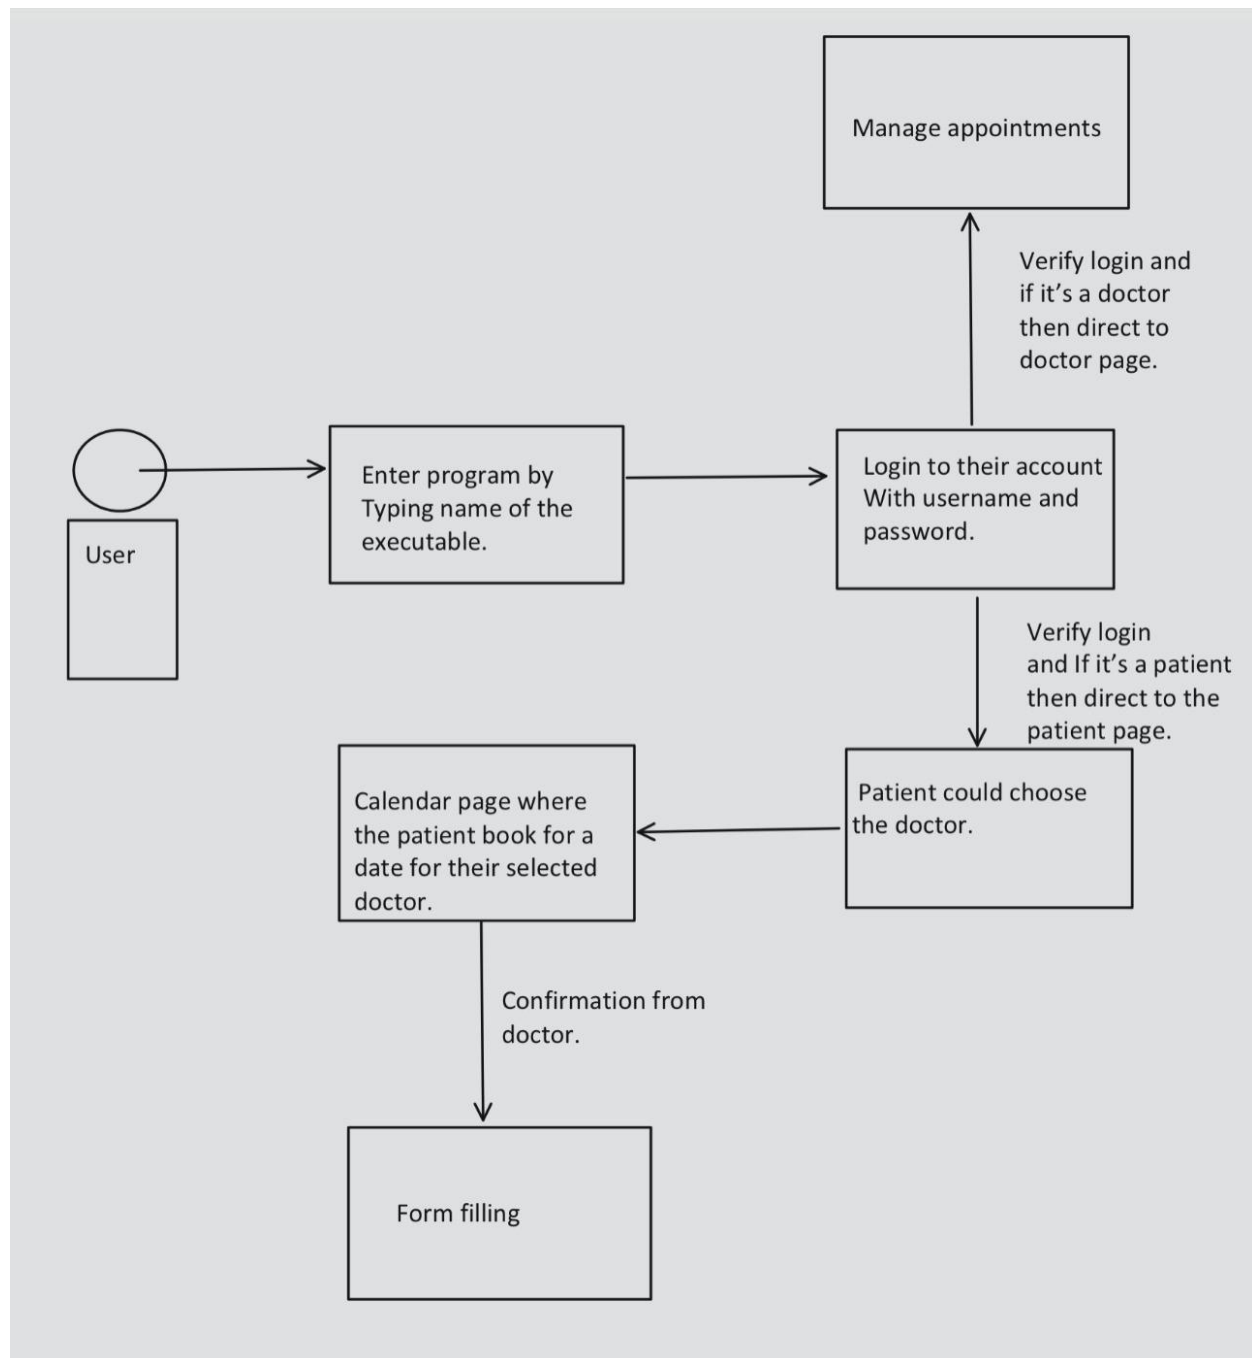 Manage appointments
Verify login and
if it’s a doctor
then direct to
doctor page.
User
Enter program by
Typing name of the
executable.
Login to their account
With username and
password.
Verify login
and If it’s a patient
then direct to the
patient page.
Patient could choose
the doctor.
Calendar page where
the patient book for a
date for their selected
doctor.
Confirmation from
doctor.
Form filling